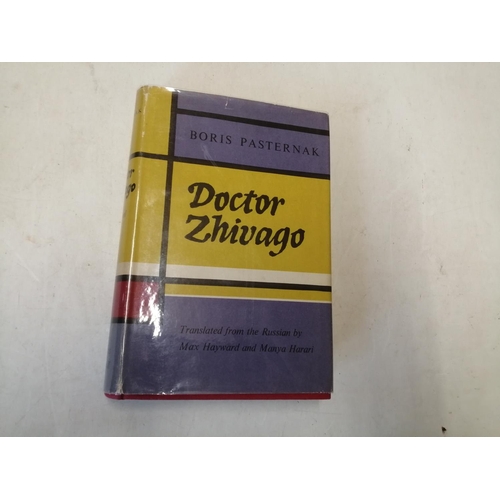 BORIS PASTERNAK
Doctor
Zhivago
Translated from the Russian by
Max Hayward and Manya Harari